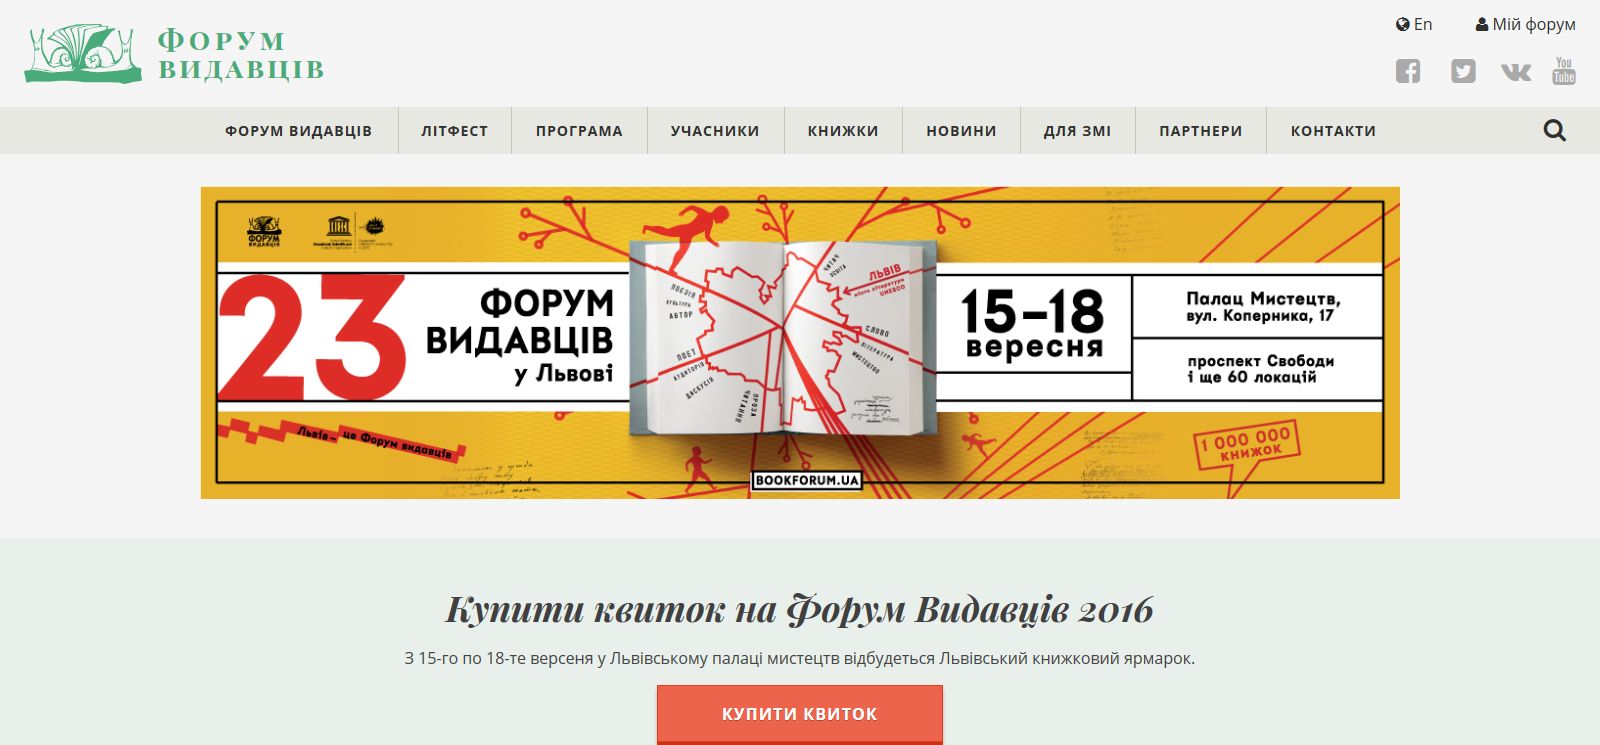 Форум
видавців
En
Мій форум
You
Tube
ФОРУМ ВИДАВЦІВ
ЛІТФЕСТ
ПРОГРАМА
УЧАСНИКИ
КНИЖКИ
НОВИНИ
ДЛЯ ЗМІ
ПАРТНЕРИ
КОНТАКТИ
ФОРУМ
ВИДАВЦІВ
23
ФОРУМ
ВИДАВЦІВ
у Львові
ПОЕЗІЯ
КУЛЬТУРА
АВТОР
ПОЕТ
АУДИТОРІЯ
ДИСКУСІЯ
ПРОЗА
ЧИТАННЯ
ЧИТАЧ
ОСВІТА
ЛЬВІВ
місто літератури
UNESCO
СЛОВО
ЛІТЕРАТУРА
МИСТЕЦТВО
15–18
вересня
Палац Мистецтв,
вул. Коперника, 17
проспект Свободи
і ще 60 локацій
Львів – це Форум видавців
1 000 000
книжок
BOOKFORUM.UA
Купити квиток на Форум Видавців 2016
З 15-го по 18-те версеня у Львівському палаці мистецтв відбудеться Львівський книжковий ярмарок.
КУПИТИ КВИТОК